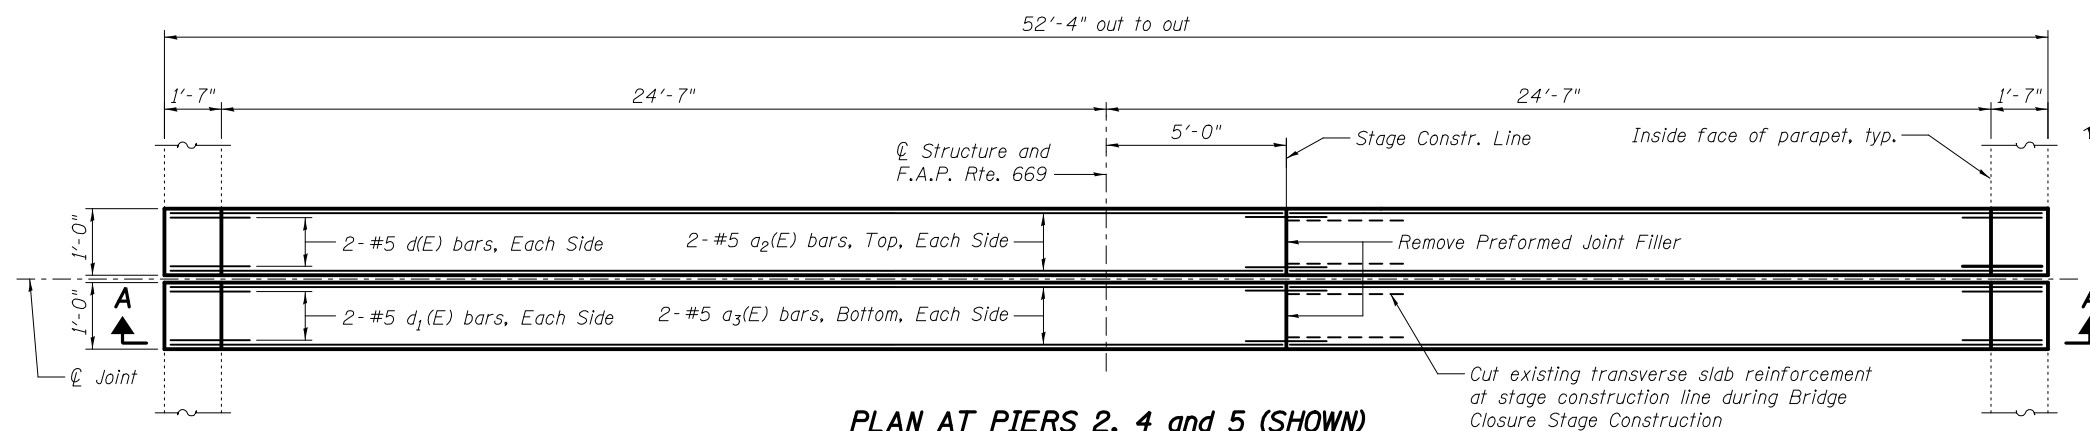 52'-4" out to out
1'-7"
24'-7"
24'-7"
1'-7"
5'-0"
Stage Constr. Line
Inside face of parapet, typ.
℄ Structure and
F.A.P. Rte. 669
1'-0"
2-#5 d(E) bars, Each Side
2-#5 a₂(E) bars, Top, Each Side
Remove Preformed Joint Filler
1'-0"
A
2-#5 d₁(E) bars, Each Side
2-#5 a₃(E) bars, Bottom, Each Side
℄ Joint
Cut existing transverse slab reinforcement
at stage construction line during Bridge
Closure Stage Construction
PLAN AT PIERS 2, 4 and 5 (SHOWN)